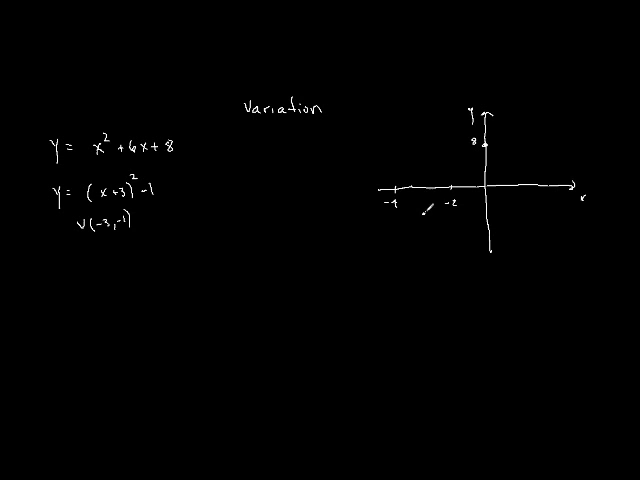 Variation
y = x² + 6x + 8
y = (x+3)² - 1
V(-3,-1)
y
8
-4
-2
x